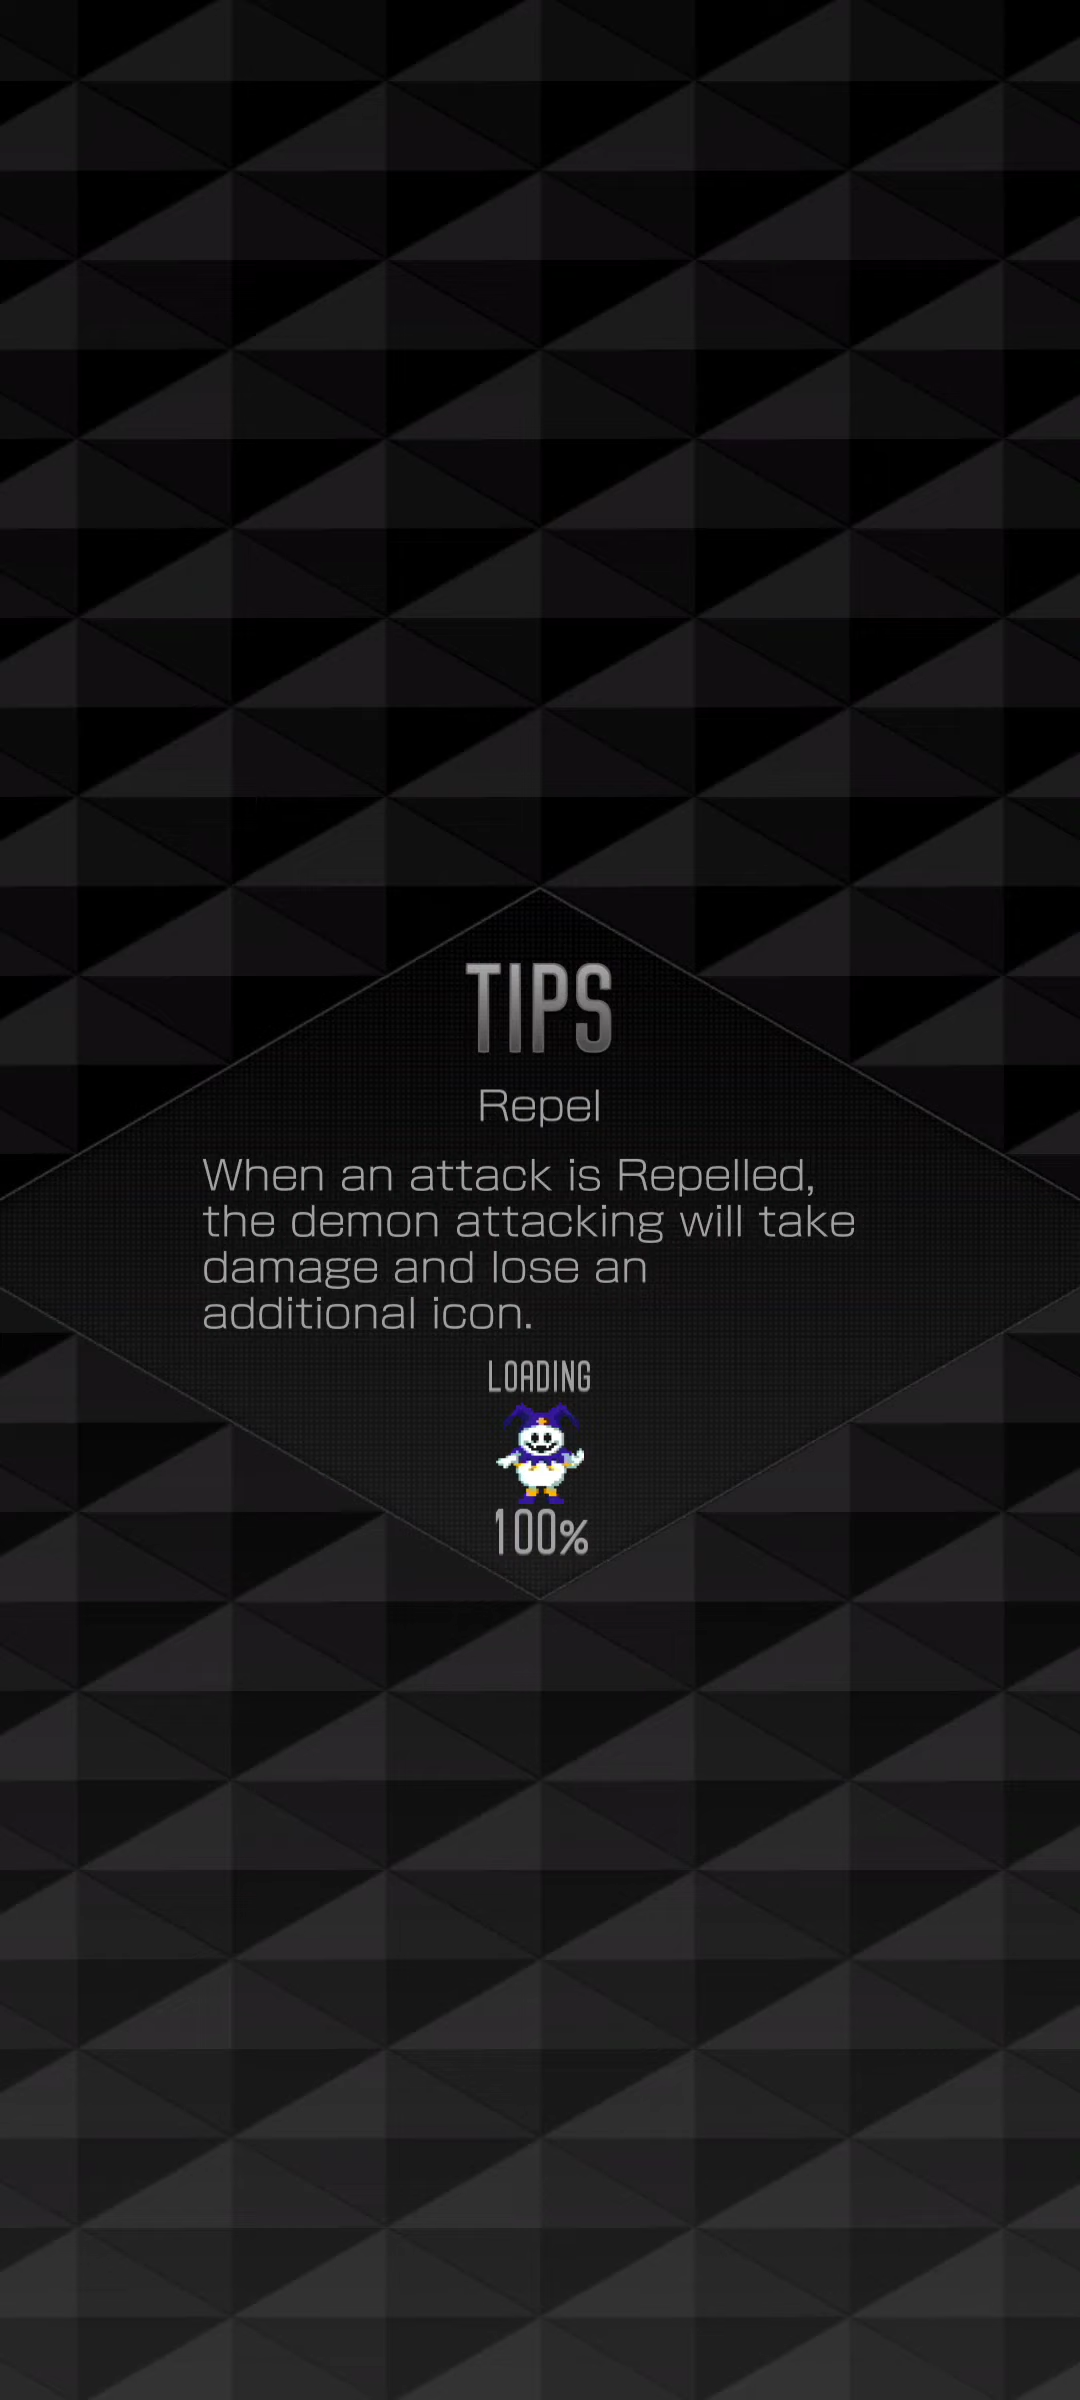 TIPS
Repel
When an attack is Repelled,
the demon attacking will take
damage and lose an
additional icon.
LOADING
100%